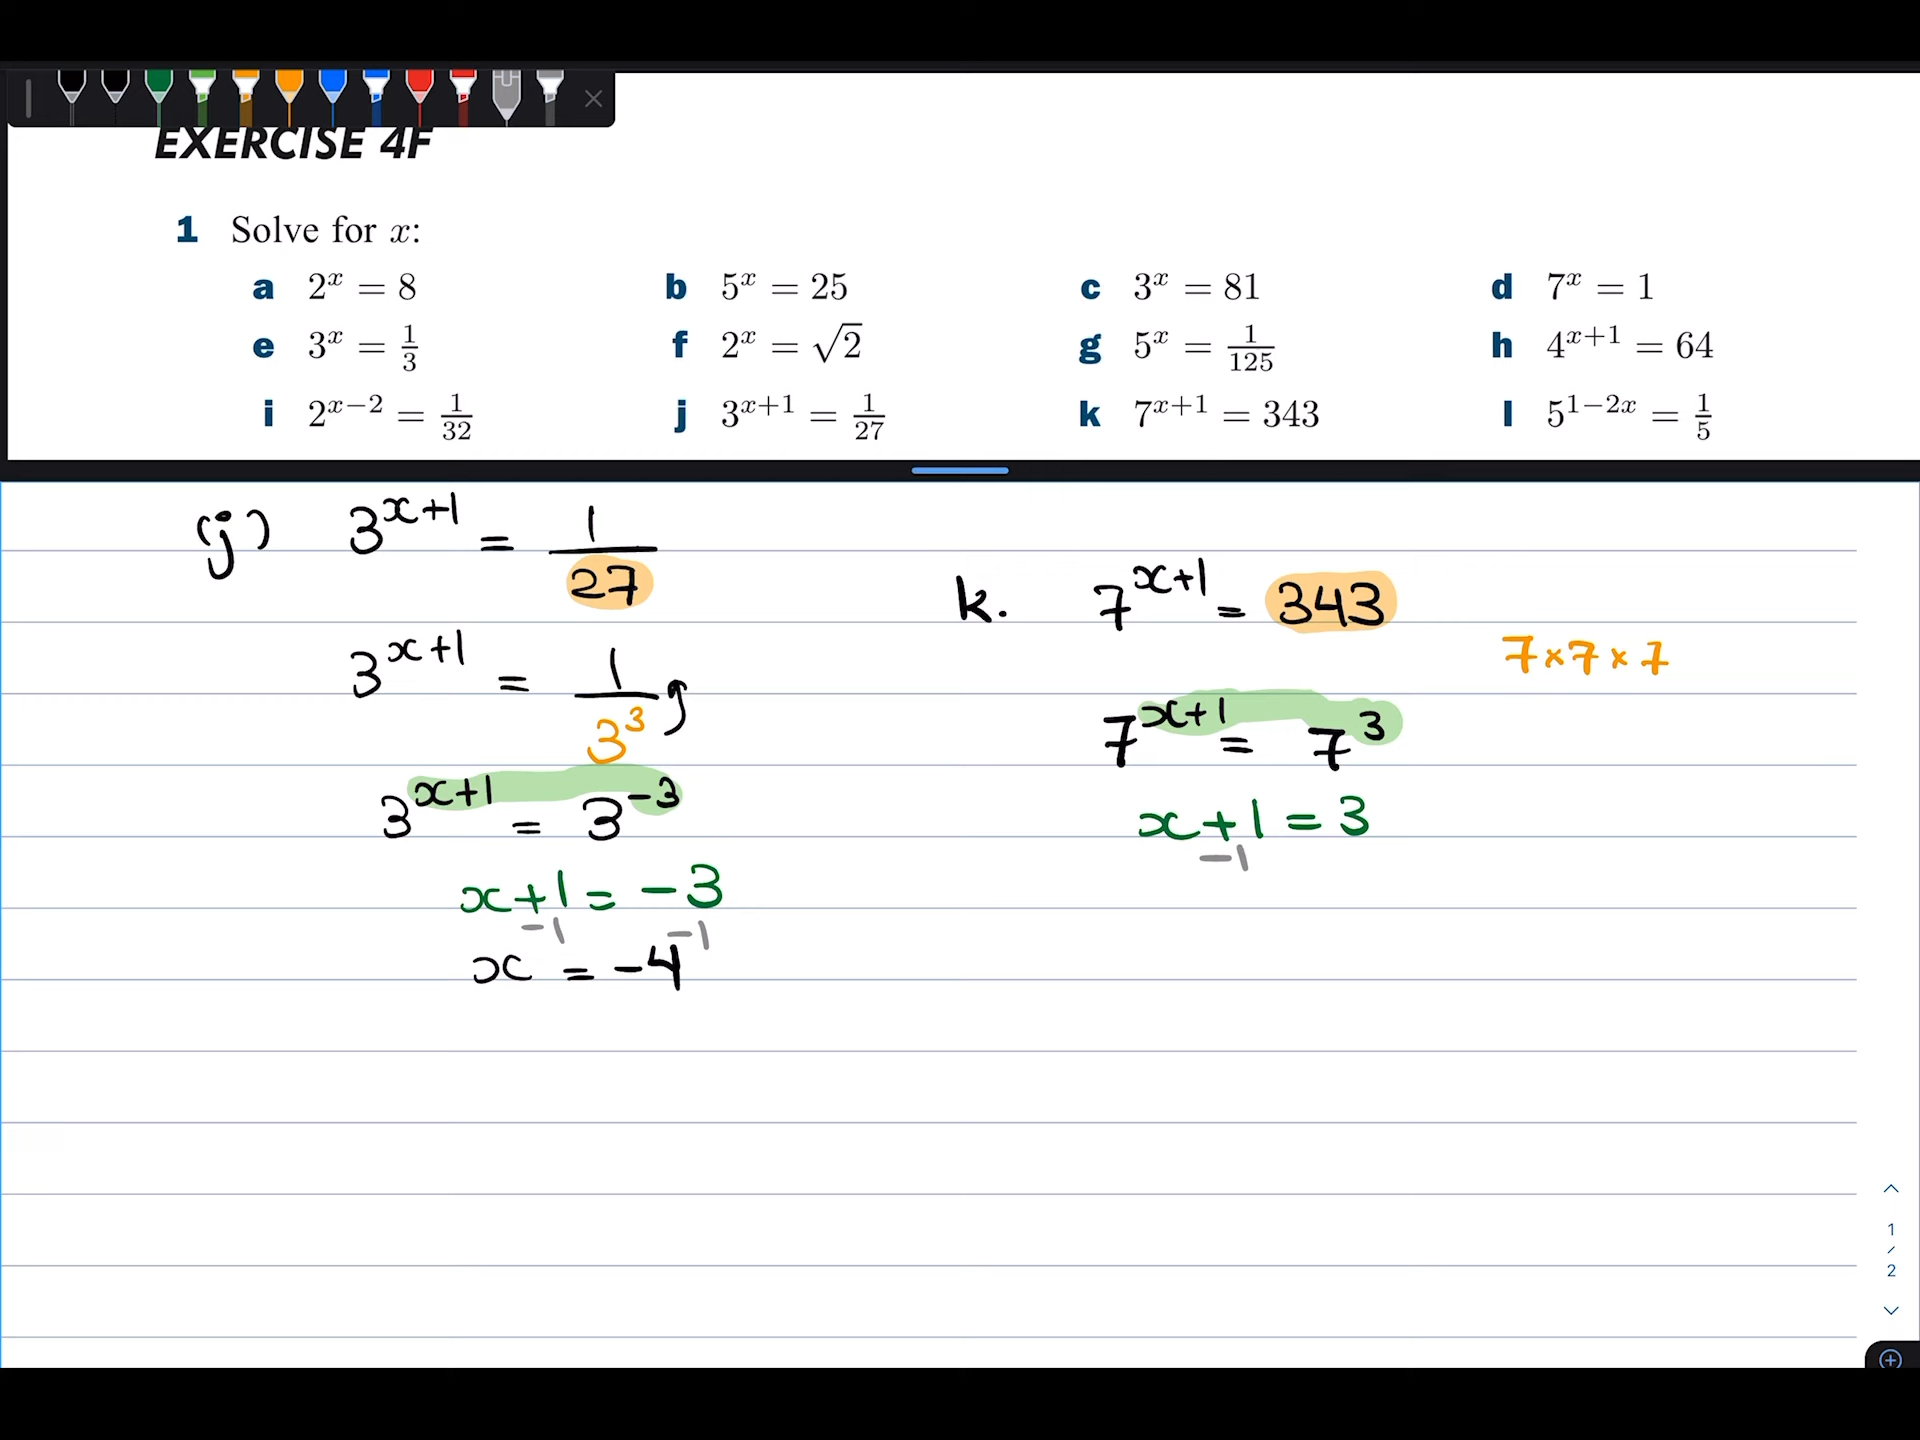 EXERCISE 4F
1 Solve for x:
a 2^x = 8 b 5^x = 25 c 3^x = 81 d 7^x = 1
e 3^x = 1/3 f 2^x = √2 g 5^x = 1/125 h 4^{x+1} = 64
i 2^{x−2} = 1/32 j 3^{x+1} = 1/27 k 7^{x+1} = 343 l 5^{1−2x} = 1/5
(j) 3^{x+1} = 1/27
3^{x+1} = 1/3^3
3^{x+1} = 3^{−3}
x+1 = −3
−1 −1
x = −4
k. 7^{x+1} = 343
7×7×7
7^{x+1} = 7^3
x+1 = 3
−1
1
/
2